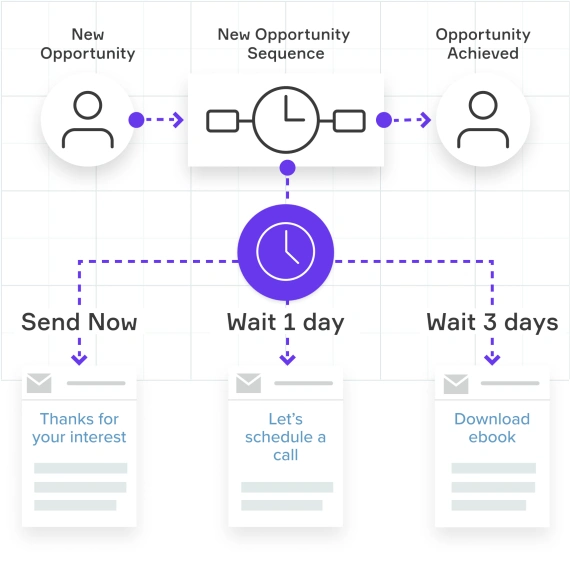 New
Opportunity
New Opportunity
Sequence
Opportunity
Achieved
Send Now
Wait 1 day
Wait 3 days
Thanks for
your interest
Let's
schedule a
call
Download
ebook